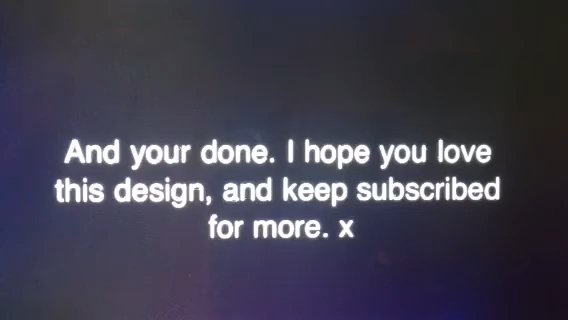 And your done. I hope you love
this design, and keep subscribed
for more. x